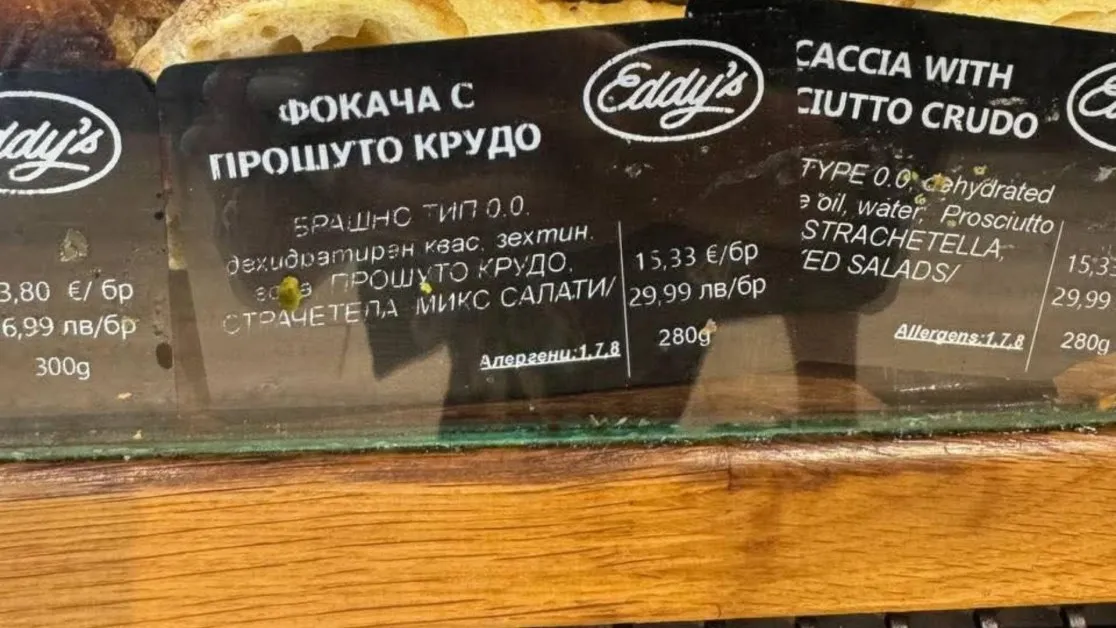 ddy's
3,80 €/бр
6,99 лв/бр
300g
ФОКАЧА С
ПРОШУТО КРУДО
Eddy's
БРАШНО ТИП 0.0.
дехидратиран квас, зехтин,
ПРОШУТО КРУДО,
СТРАЧЕТЕЛА МИКС САЛАТИ/
Алергени:1,7,8
15,33 €/бр
29,99 лв/бр
280g
CACCIA WITH
CIUTTO CRUDO
TYPE 0.0. dehydrated
oil, water, Prosciutto
STRACHETELLA,
ED SALADS/
Allergens:1,7,8
15,33
29,99
280g